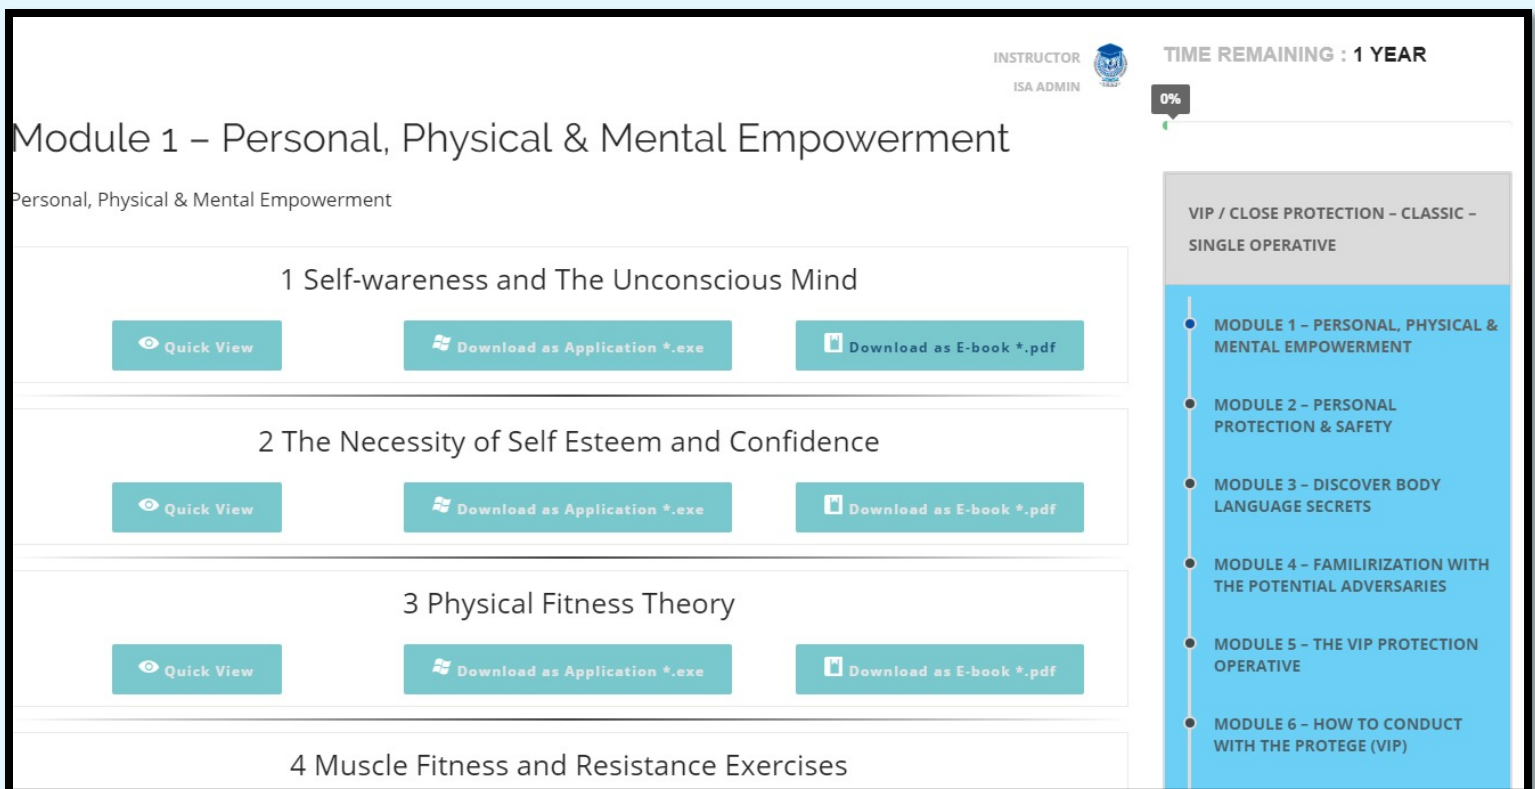 INSTRUCTOR
ISA ADMIN
TIME REMAINING : 1 YEAR
0%
Module 1 – Personal, Physical & Mental Empowerment
Personal, Physical & Mental Empowerment
1 Self-wareness and The Unconscious Mind
Quick View
Download as Application *.exe
Download as E-book *.pdf
2 The Necessity of Self Esteem and Confidence
Quick View
Download as Application *.exe
Download as E-book *.pdf
3 Physical Fitness Theory
Quick View
Download as Application *.exe
Download as E-book *.pdf
4 Muscle Fitness and Resistance Exercises
VIP / CLOSE PROTECTION – CLASSIC –
SINGLE OPERATIVE
MODULE 1 – PERSONAL, PHYSICAL &
MENTAL EMPOWERMENT
MODULE 2 – PERSONAL
PROTECTION & SAFETY
MODULE 3 – DISCOVER BODY
LANGUAGE SECRETS
MODULE 4 – FAMILIRIZATION WITH
THE POTENTIAL ADVERSARIES
MODULE 5 – THE VIP PROTECTION
OPERATIVE
MODULE 6 – HOW TO CONDUCT
WITH THE PROTEGE (VIP)